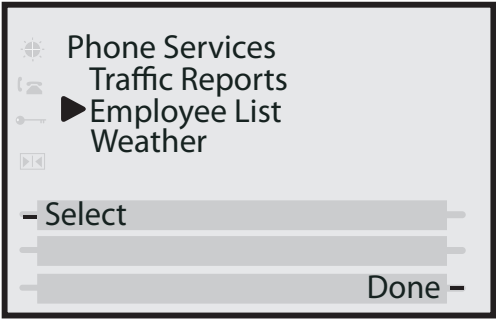 Phone Services
Traffic Reports
Employee List
Weather
Select
Done